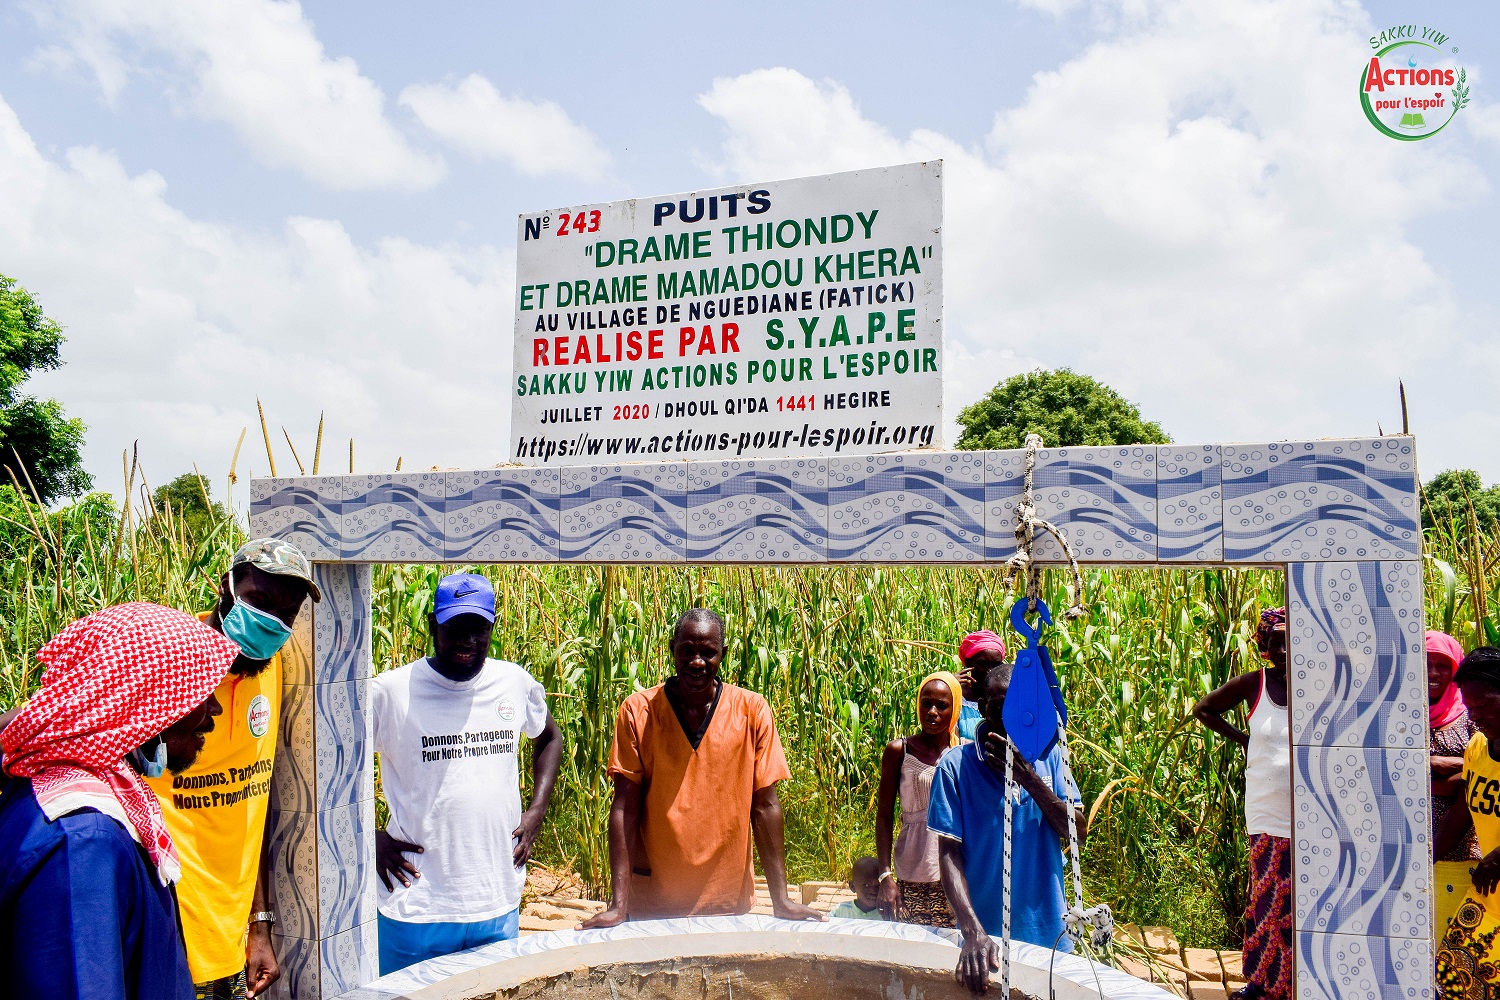 SAKKU YIW
ACTIONS
pour l'espoir
Nº 243 PUITS
"DRAME THIONDY
ET DRAME MAMADOU KHERA"
AU VILLAGE DE NGUEDIANE (FATICK)
REALISE PAR S.Y.A.P.E
SAKKU YIW ACTIONS POUR L'ESPOIR
JUILLET 2020 / DHOUL QI'DA 1441 HEGIRE
https://www.actions-pour-lespoir.org
Donnons, Partageons
Pour Notre Propre Intérêt!
Actions
Donnons,
Notre Propre